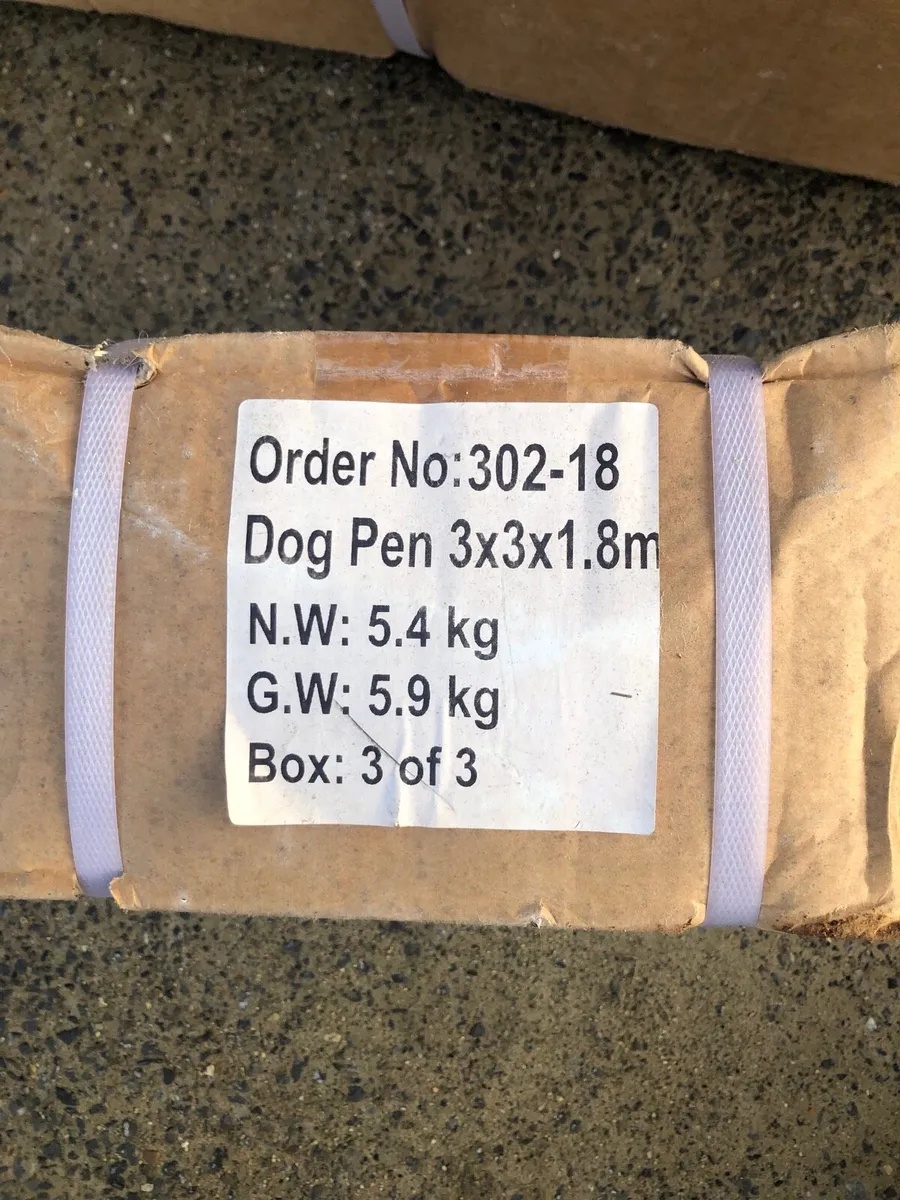 Order No:302-18
Dog Pen 3x3x1.8m
N.W: 5.4 kg
G.W: 5.9 kg
Box: 3 of 3